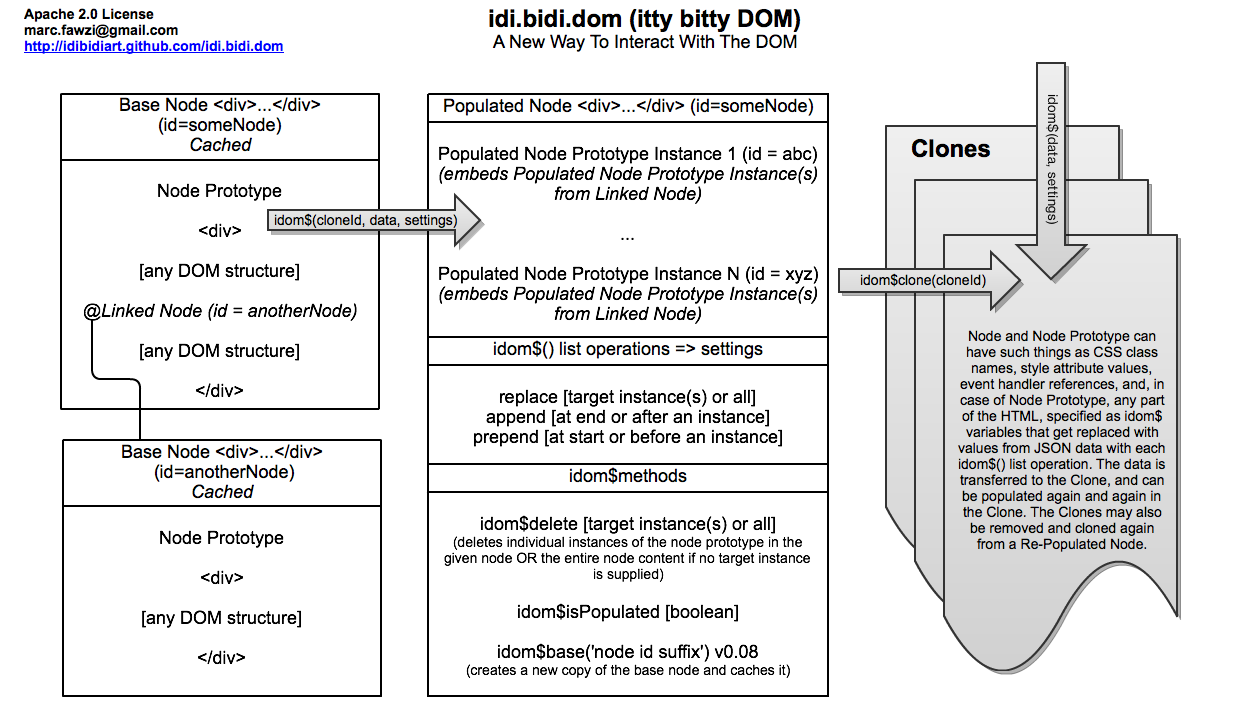 Apache 2.0 License
marc.fawzi@gmail.com
http://idibidiart.github.com/idi.bidi.dom
idi.bidi.dom (itty bitty DOM)
A New Way To Interact With The DOM
Base Node <div>...</div>
(id=someNode)
Cached
Node Prototype
<div>
[any DOM structure]
@Linked Node (id = anotherNode)
[any DOM structure]
</div>
Base Node <div>...</div>
(id=anotherNode)
Cached
Node Prototype
<div>
[any DOM structure]
</div>
idom$(cloneId, data, settings)
Populated Node <div>...</div> (id=someNode)
Populated Node Prototype Instance 1 (id = abc)
(embeds Populated Node Prototype Instance(s)
from Linked Node)
...
Populated Node Prototype Instance N (id = xyz)
(embeds Populated Node Prototype Instance(s)
from Linked Node)
idom$() list operations => settings
replace [target instance(s) or all]
append [at end or after an instance]
prepend [at start or before an instance]
idom$methods
idom$delete [target instance(s) or all]
(deletes individual instances of the node prototype in the
given node OR the entire node content if no target instance
is supplied)
idom$isPopulated [boolean]
idom$base('node id suffix') v0.08
(creates a new copy of the base node and caches it)
idom$clone(cloneId)
Clones
idom$(data, settings)
Node and Node Prototype can
have such things as CSS class
names, style attribute values,
event handler references, and, in
case of Node Prototype, any part
of the HTML, specified as idom$
variables that get replaced with
values from JSON data with each
idom$() list operation. The data is
transferred to the Clone, and can
be populated again and again in
the Clone. The Clones may also
be removed and cloned again
from a Re-Populated Node.